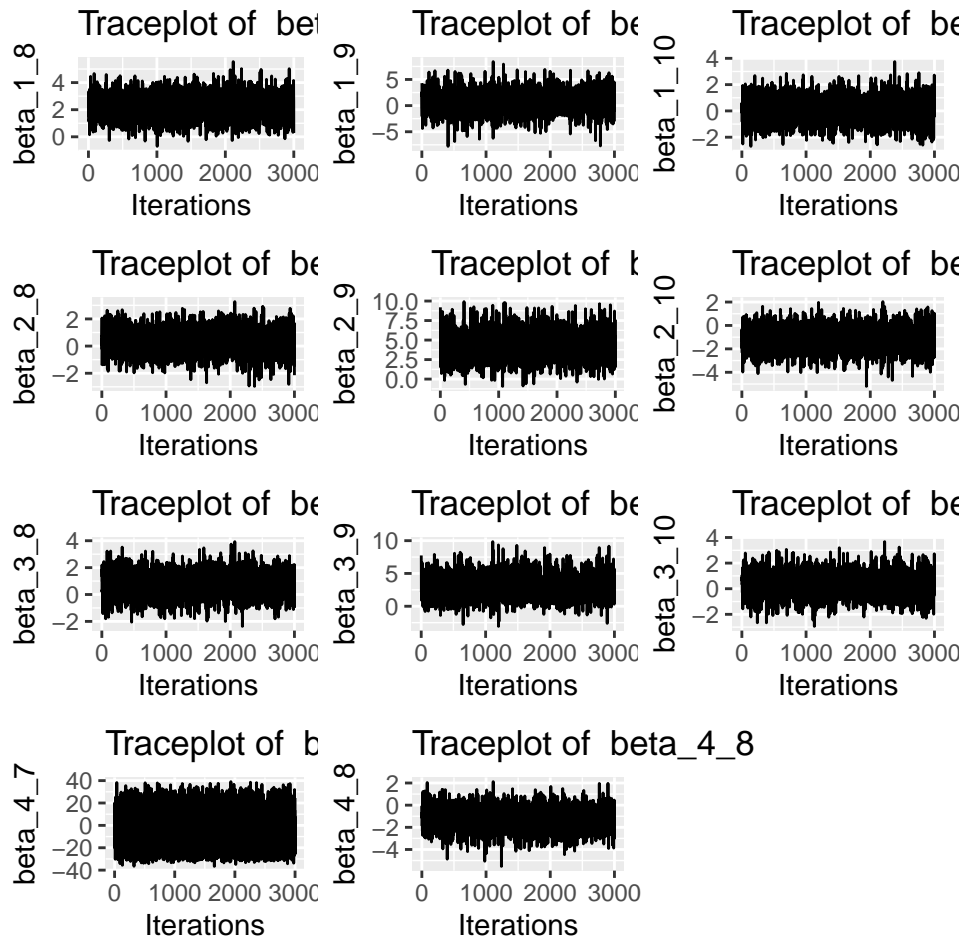 Traceplot of bet
beta_1_8
4
2
0
0 1000 2000 3000
Iterations
Traceplot of be
beta_1_9
5
0
−5
0 1000 2000 3000
Iterations
Traceplot of be
beta_1_10
4
2
0
−2
0 1000 2000 3000
Iterations
Traceplot of be
beta_2_8
2
0
−2
0 1000 2000 3000
Iterations
Traceplot of b
beta_2_9
10.0
7.5
5.0
2.5
0.0
0 1000 2000 3000
Iterations
Traceplot of be
beta_2_10
2
0
−2
−4
0 1000 2000 3000
Iterations
Traceplot of be
beta_3_8
4
2
0
−2
0 1000 2000 3000
Iterations
Traceplot of be
beta_3_9
10
5
0
0 1000 2000 3000
Iterations
Traceplot of be
beta_3_10
4
2
0
−2
0 1000 2000 3000
Iterations
Traceplot of b
beta_4_7
40
20
0
−20
−40
0 1000 2000 3000
Iterations
Traceplot of beta_4_8
beta_4_8
2
0
−2
−4
0 1000 2000 3000
Iterations